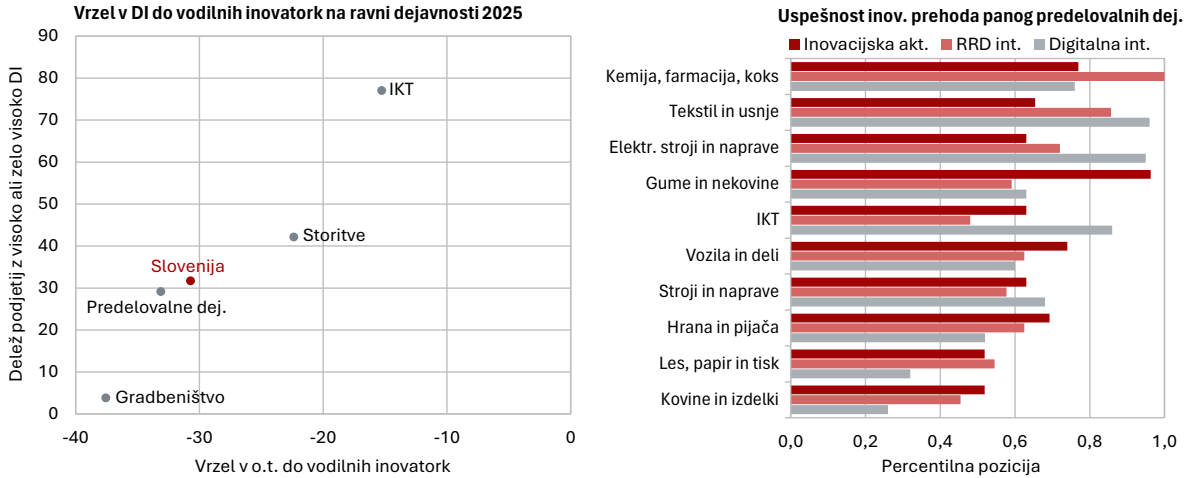 Vrzel v DI do vodilnih inovatork na ravni dejavnosti 2025
90
80
70
60
50
40
30
20
10
0
Delež podjetij z visoko ali zelo visoko DI
IKT
Storitve
Slovenija
Predelovalne dej.
Gradbeništvo
-40 -30 -20 -10 0
Vrzel v o.t. do vodilnih inovatork
Uspešnost inov. prehoda panog predelovalnih dej.
Inovacijska akt. RRD int. Digitalna int.
Kemija, farmacija, koks
Tekstil in usnje
Elektr. stroji in naprave
Gume in nekovine
IKT
Vozila in deli
Stroji in naprave
Hrana in pijača
Les, papir in tisk
Kovine in izdelki
0,0 0,2 0,4 0,6 0,8 1,0
Percentilna pozicija